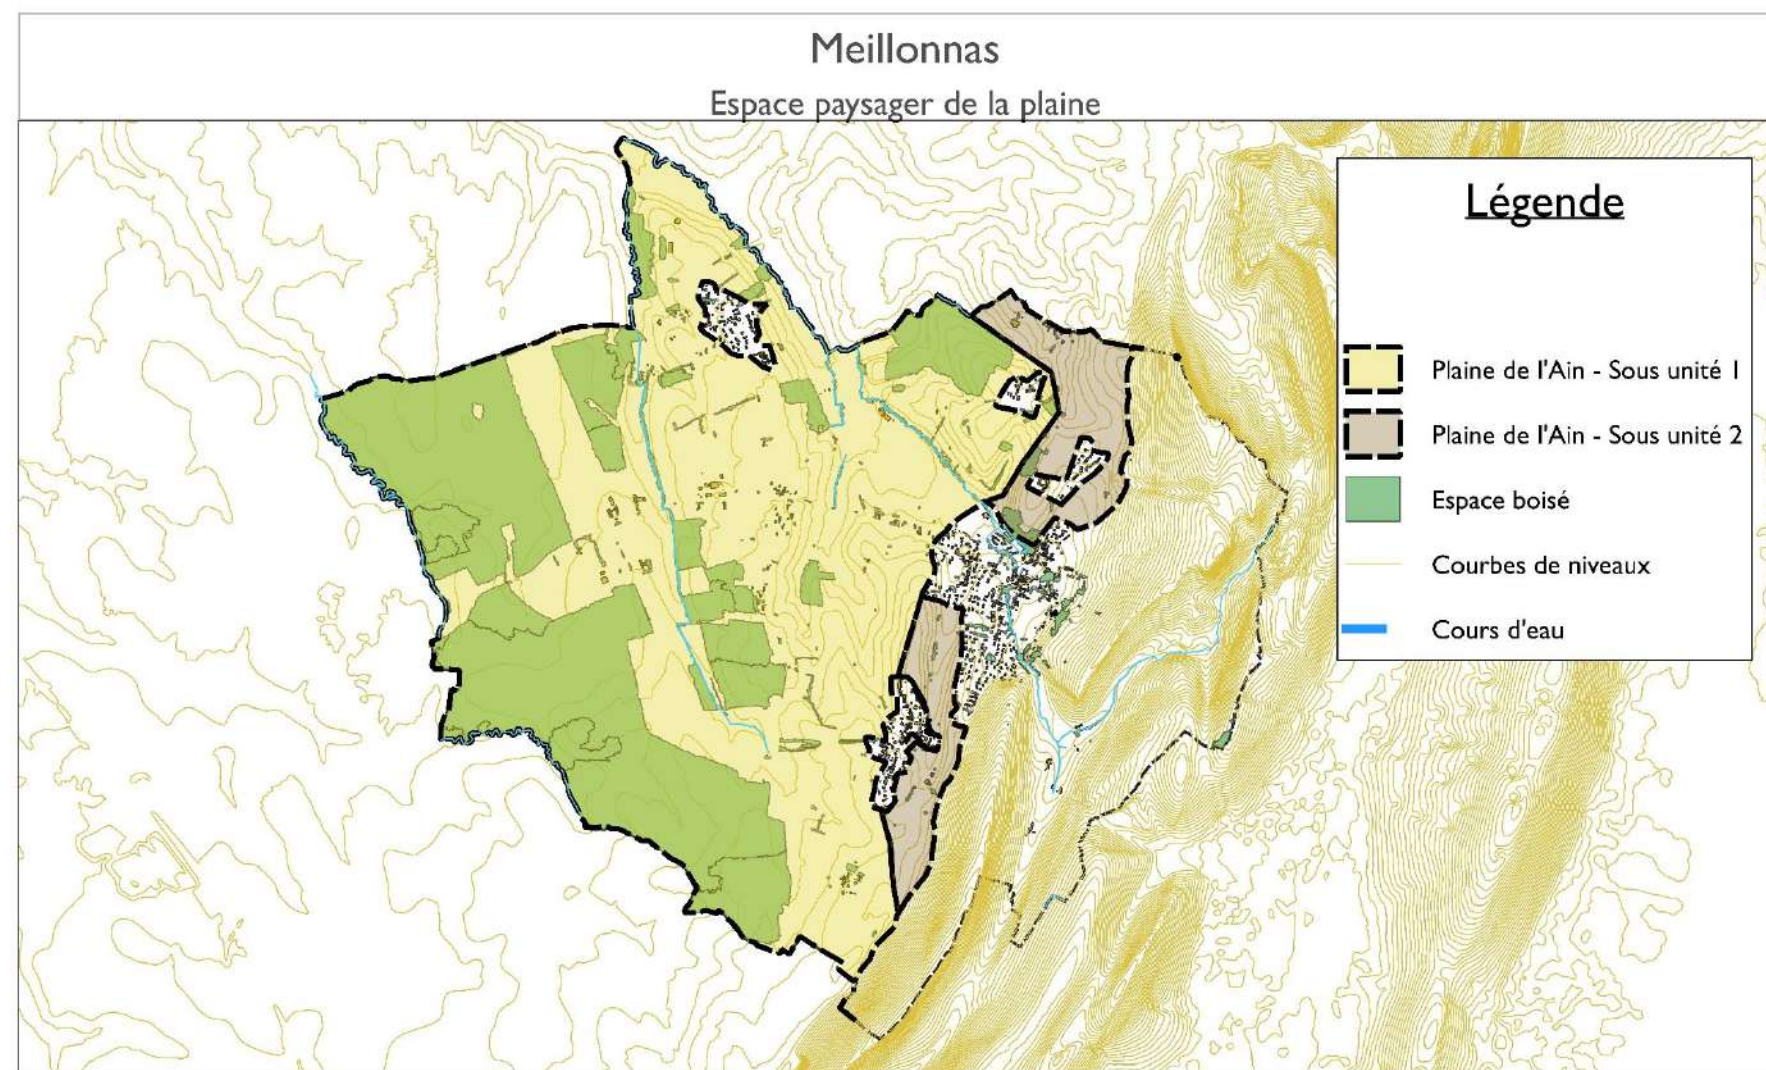 Meillonnas
Espace paysager de la plaine
Légende
Plaine de l'Ain - Sous unité 1
Plaine de l'Ain - Sous unité 2
Espace boisé
Courbes de niveaux
Cours d'eau